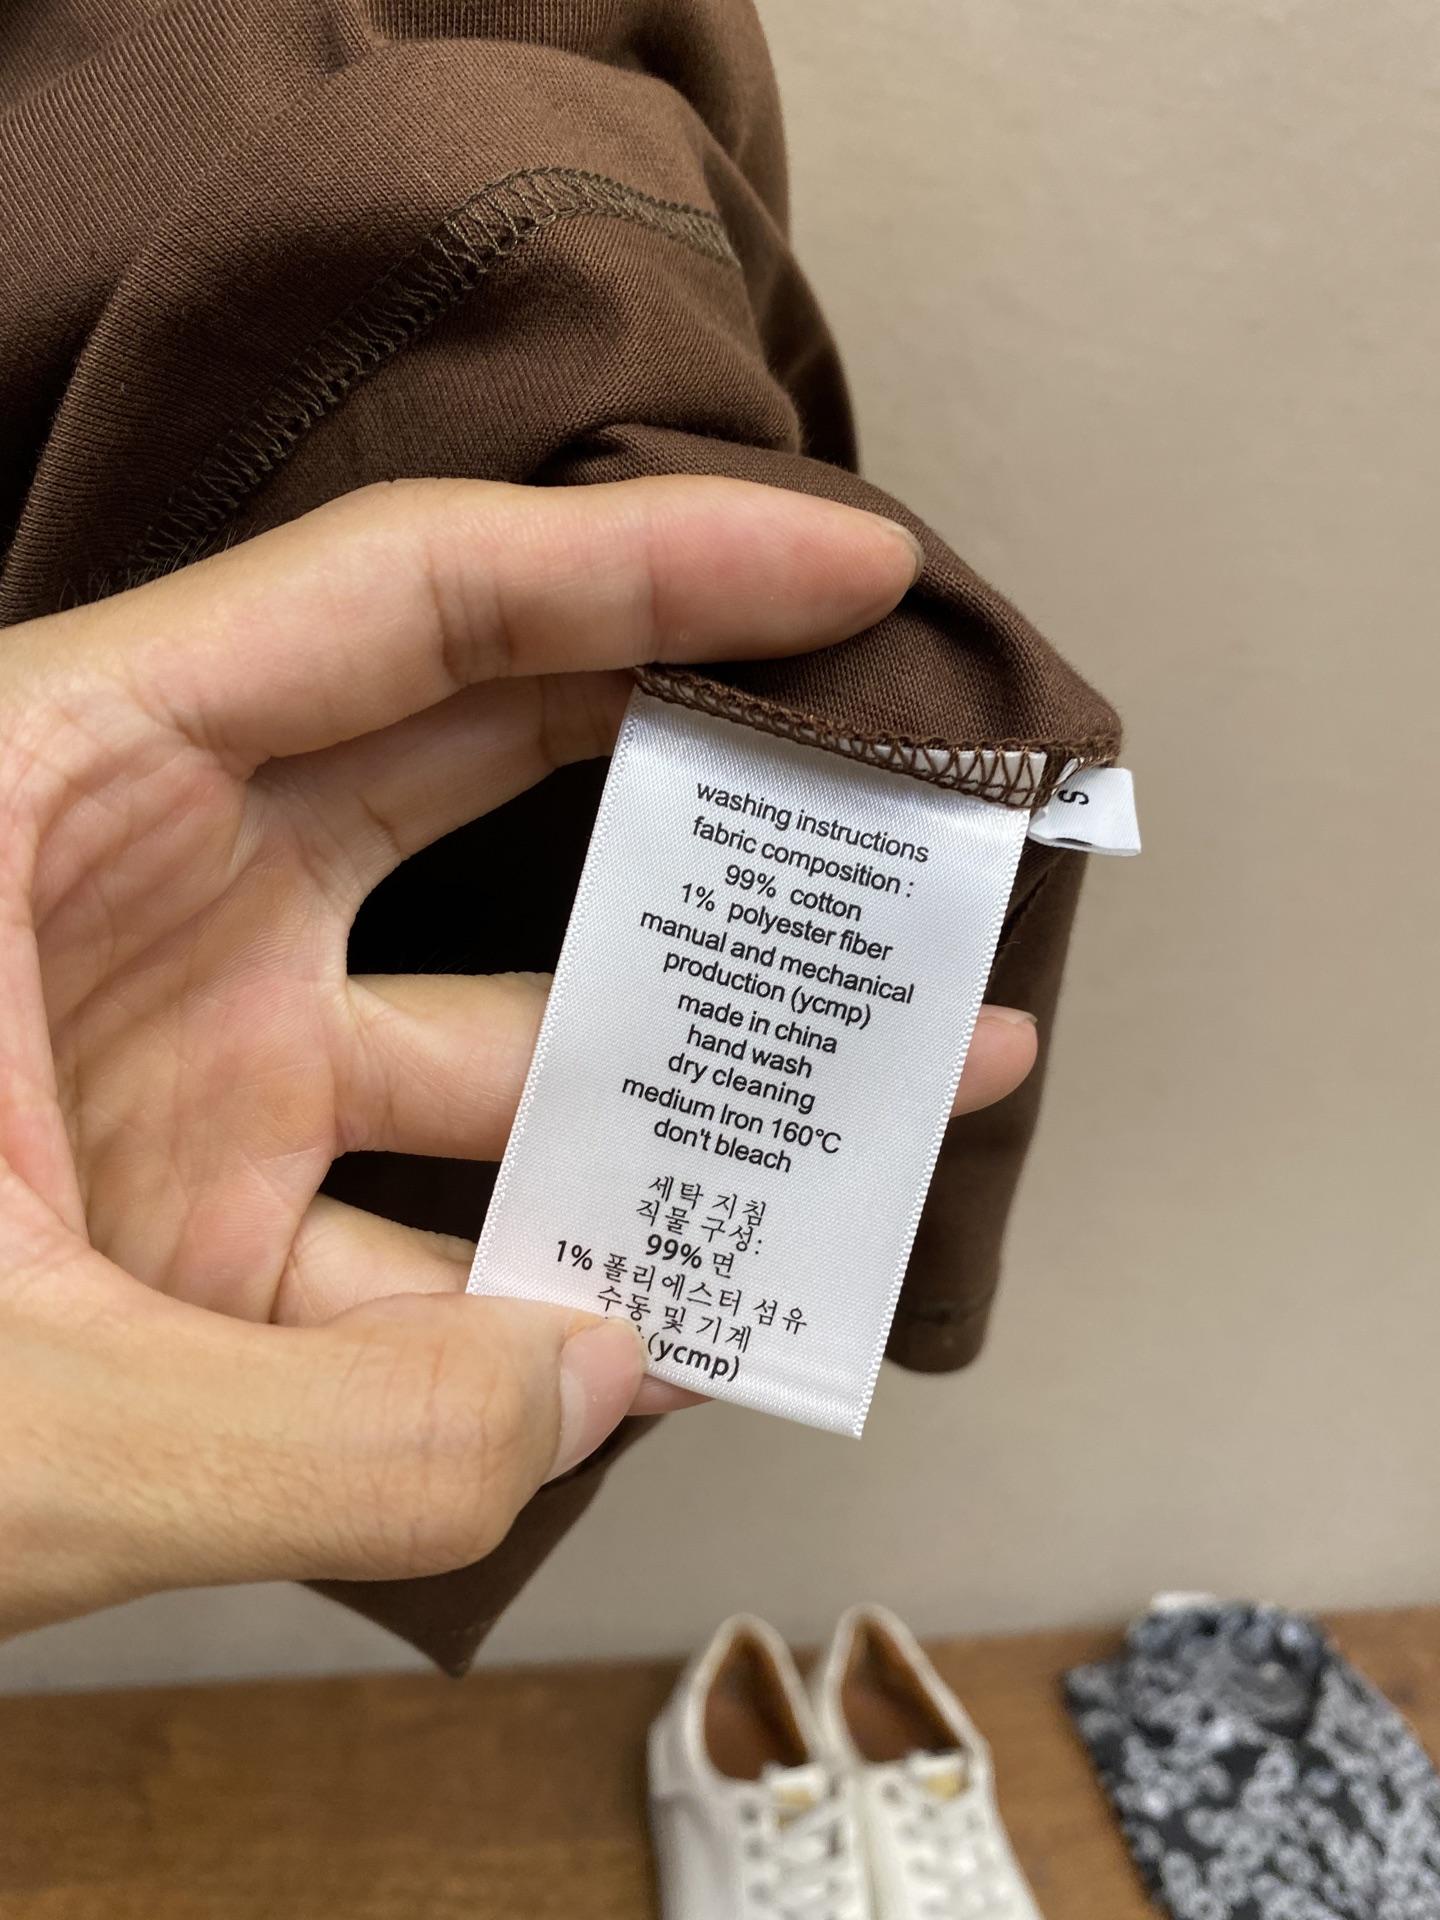 washing instructions
fabric composition :
99% cotton
1% polyester fiber
manual and mechanical
production (ycmp)
made in china
hand wash
dry cleaning
medium Iron 160°C
don't bleach
세탁 지침
직물 구성:
99% 면
1% 폴리에스터 섬유
수동 및 기계
(ycmp)
S